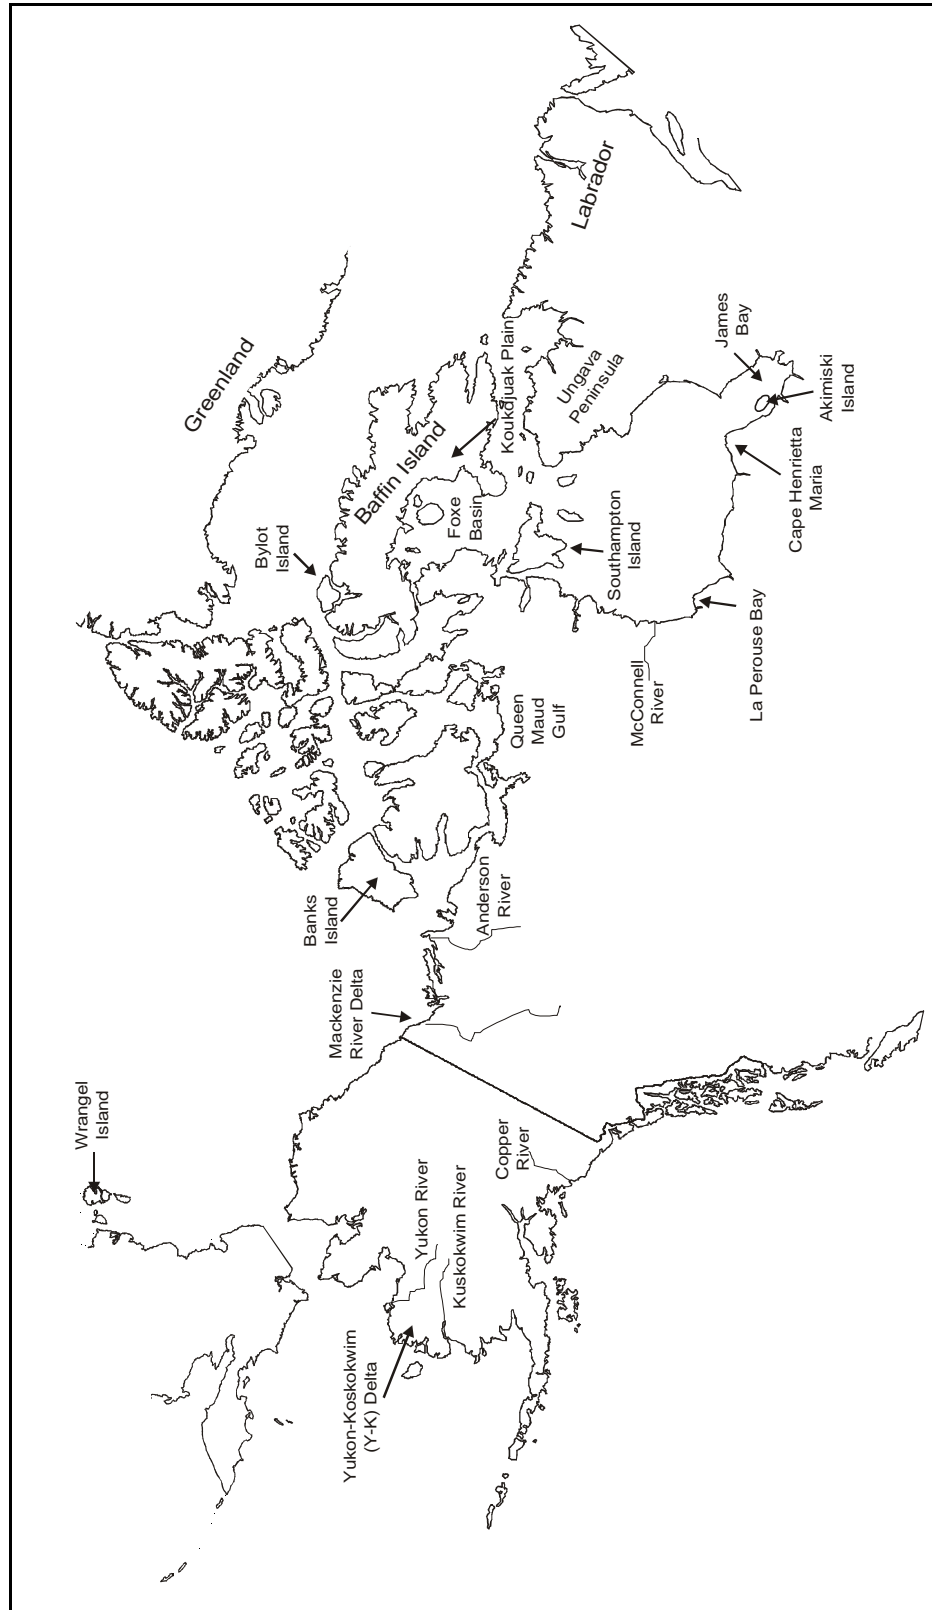 Wrangel
Island
Yukon-Koskokwim
(Y-K) Delta
Yukon River
Kuskokwim River
Copper
River
Mackenzie
River Delta
Banks
Island
Anderson
River
Queen
Maud
Gulf
Bylot
Island
Greenland
Baffin Island
Foxe
Basin
Koukdjuak Plain
Southampton
Island
McConnell
River
La Perouse Bay
Cape Henrietta
Maria
Akimiski
Island
James
Bay
Ungava
Peninsula
Labrador